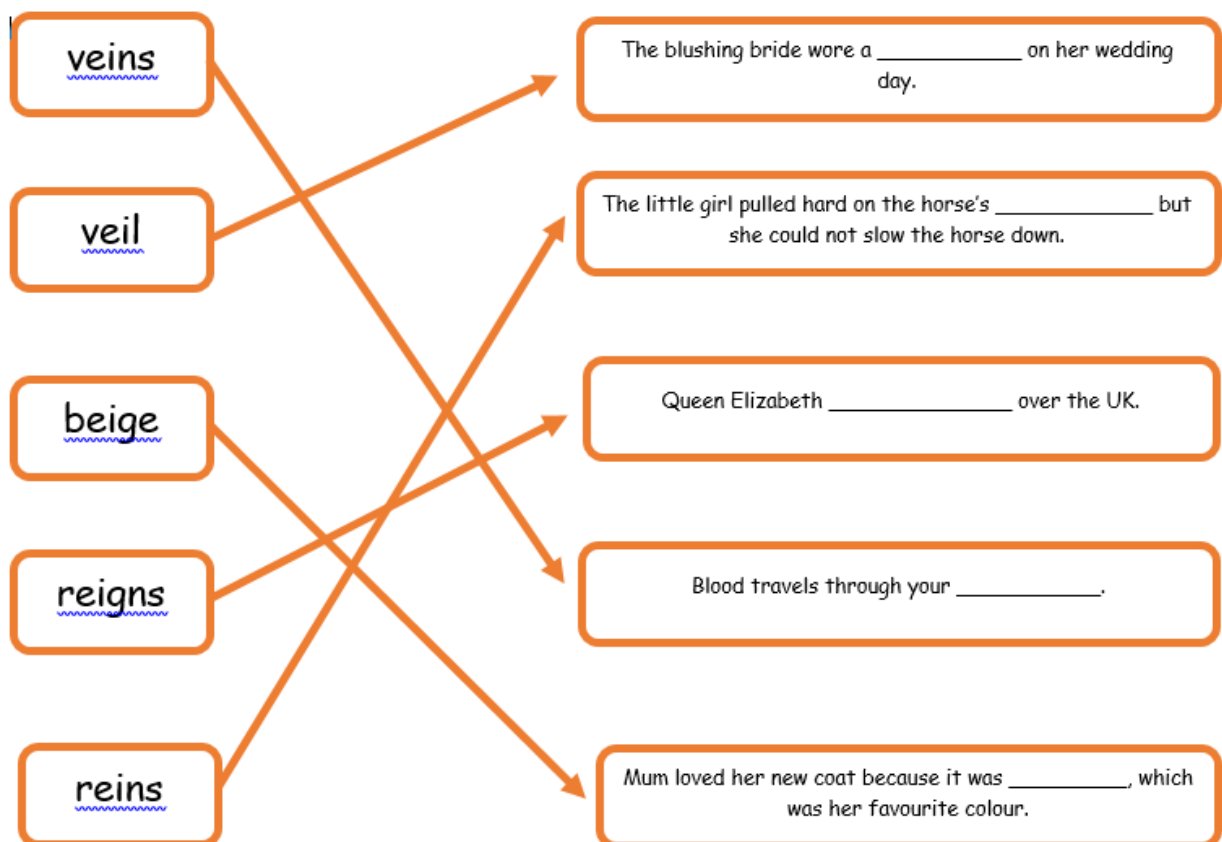 veins
The blushing bride wore a ____________ on her wedding
day.
veil
The little girl pulled hard on the horse's _____________ but
she could not slow the horse down.
beige
Queen Elizabeth _______________ over the UK.
reigns
Blood travels through your ____________.
reins
Mum loved her new coat because it was __________, which
was her favourite colour.